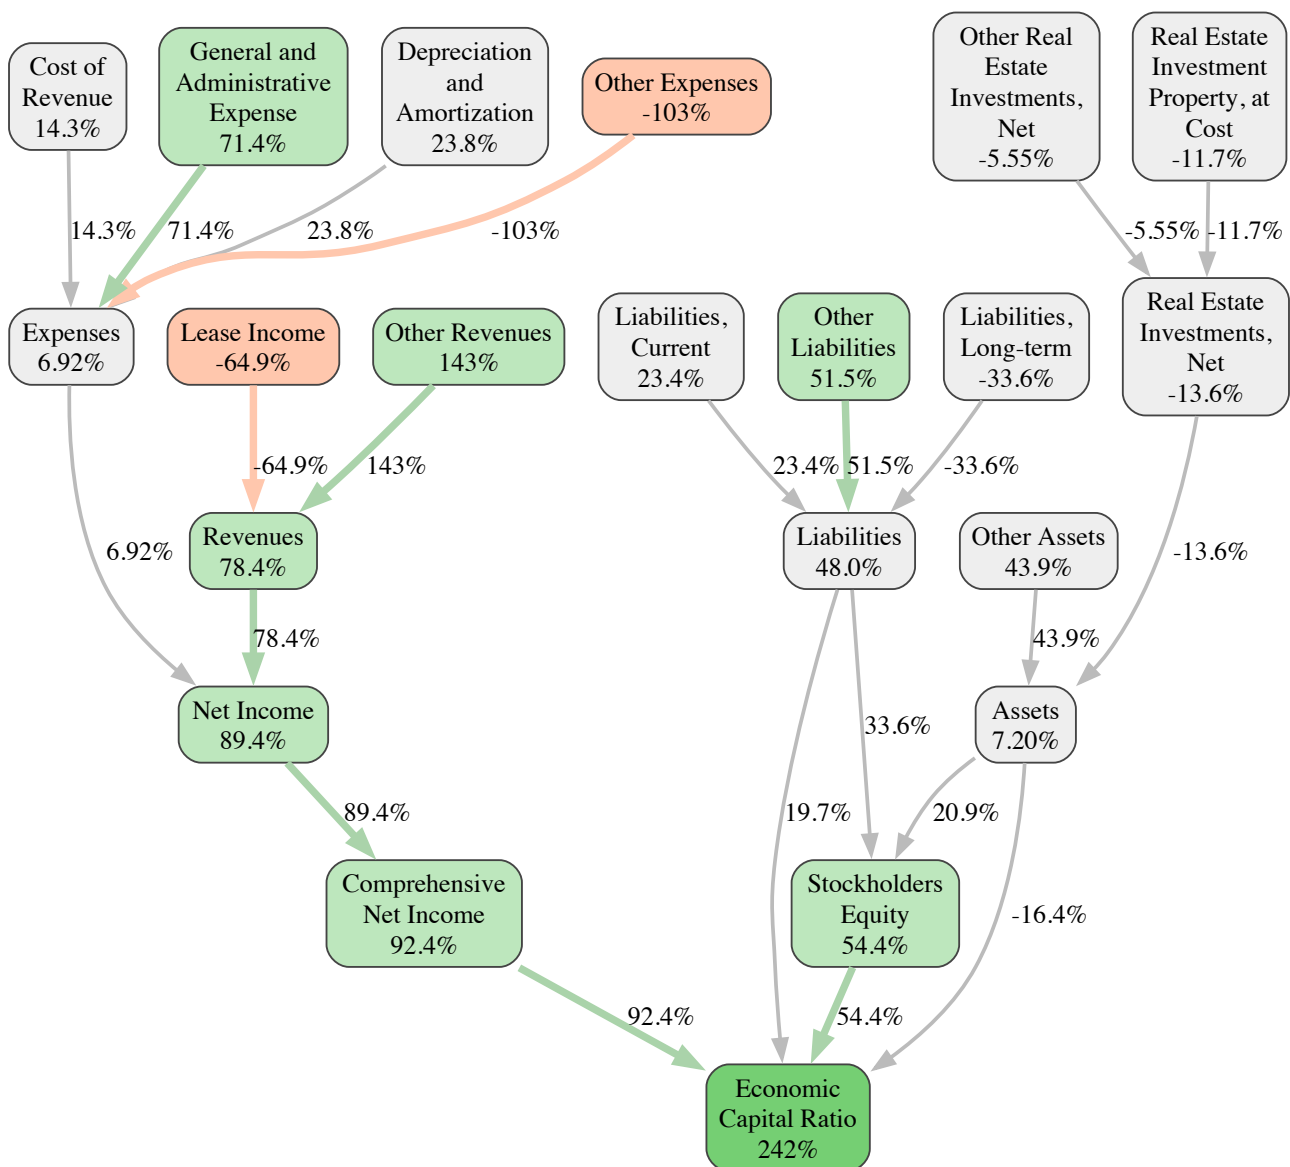 Cost of
Revenue
14.3%
General and
Administrative
Expense
71.4%
Depreciation
and
Amortization
23.8%
Other Expenses
-103%
Other Real
Estate
Investments,
Net
-5.55%
Real Estate
Investment
Property, at
Cost
-11.7%
14.3%
71.4%
23.8%
-103%
-5.55%
-11.7%
Expenses
6.92%
Lease Income
-64.9%
Other Revenues
143%
Liabilities,
Current
23.4%
Other
Liabilities
51.5%
Liabilities,
Long-term
-33.6%
Real Estate
Investments,
Net
-13.6%
-64.9%
143%
23.4%
51.5%
-33.6%
6.92%
Revenues
78.4%
Liabilities
48.0%
Other Assets
43.9%
-13.6%
78.4%
43.9%
Net Income
89.4%
33.6%
Assets
7.20%
89.4%
19.7%
20.9%
Comprehensive
Net Income
92.4%
Stockholders
Equity
54.4%
-16.4%
92.4%
54.4%
Economic
Capital Ratio
242%